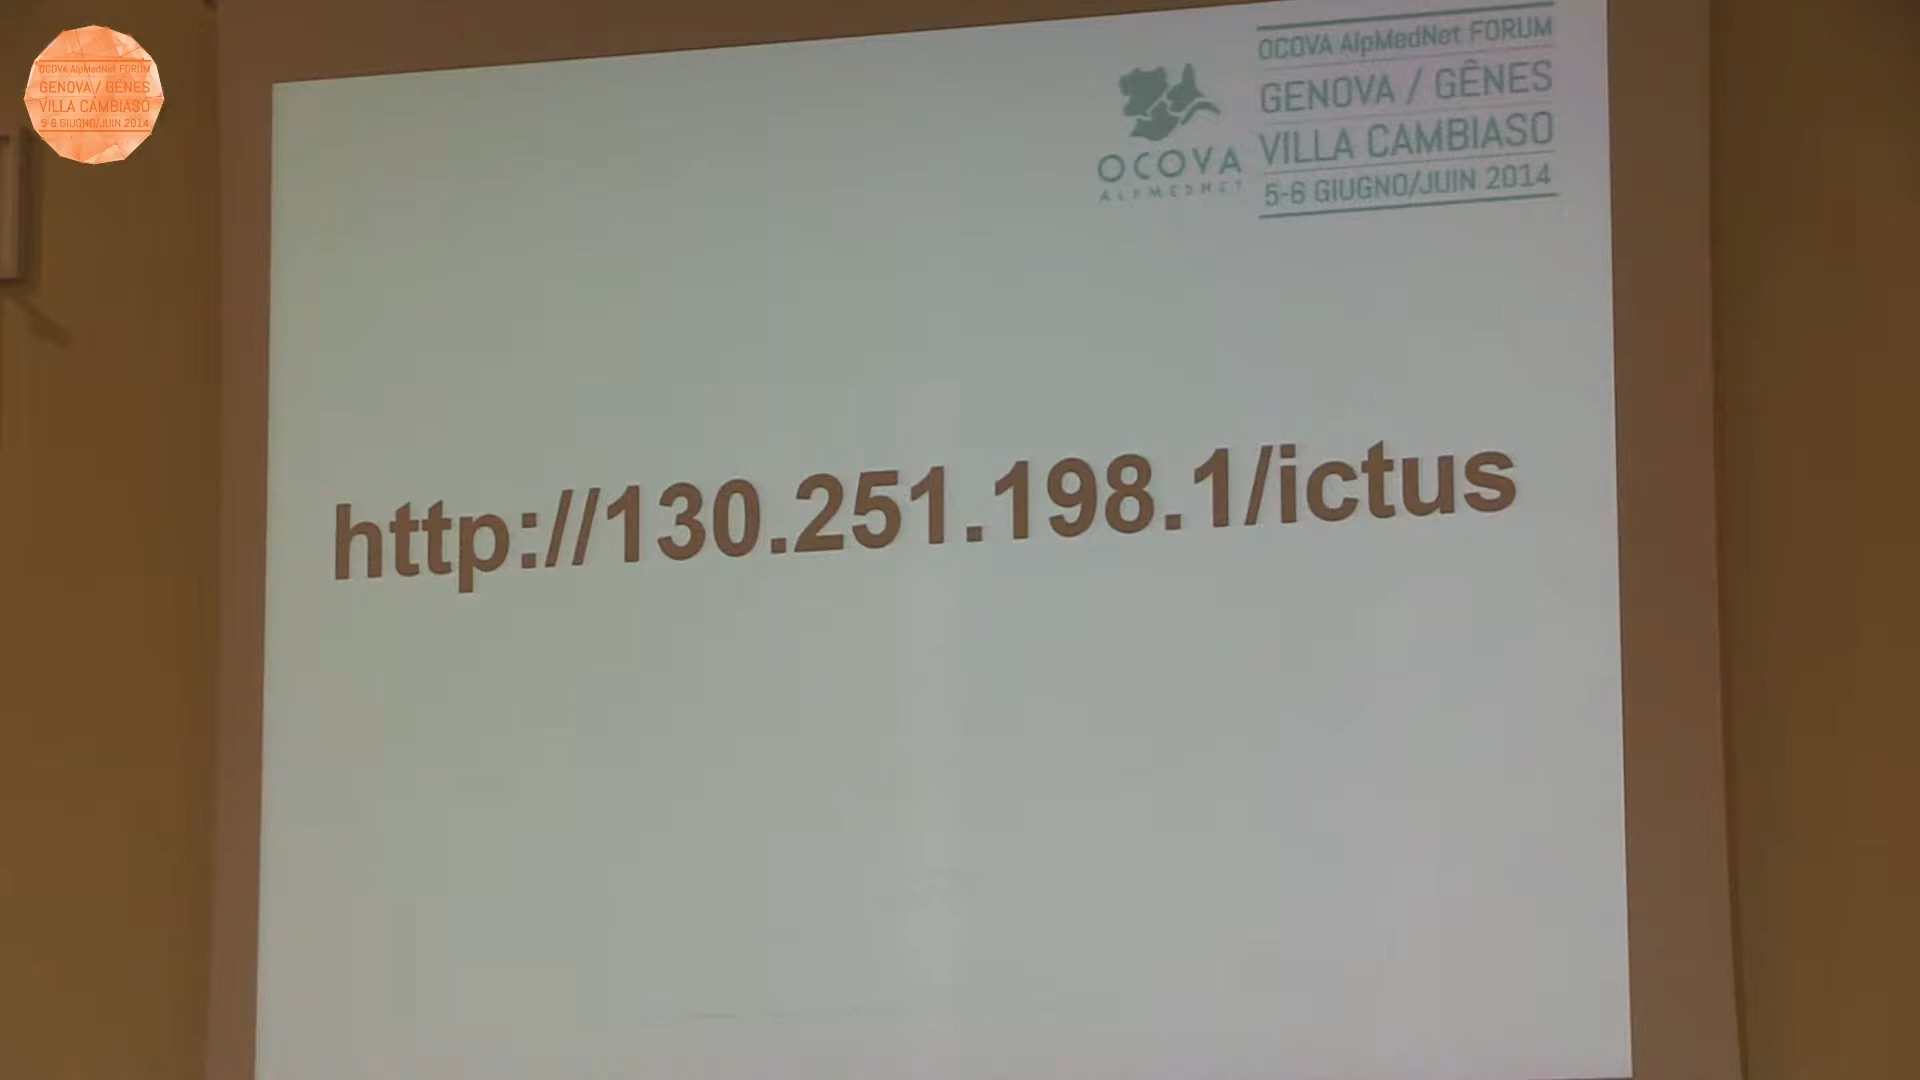 OCOVA AlpMedNet FORUM
GENOVA / GÊNES
VILLA CAMBIASO
5-6 GIUGNO/JUIN 2014
OCOVA AlpMedNet FORUM
GENOVA / GÊNES
VILLA CAMBIASO
5-6 GIUGNO/JUIN 2014
OCOVA
ALPMEDNET
http://130.251.198.1/ictus